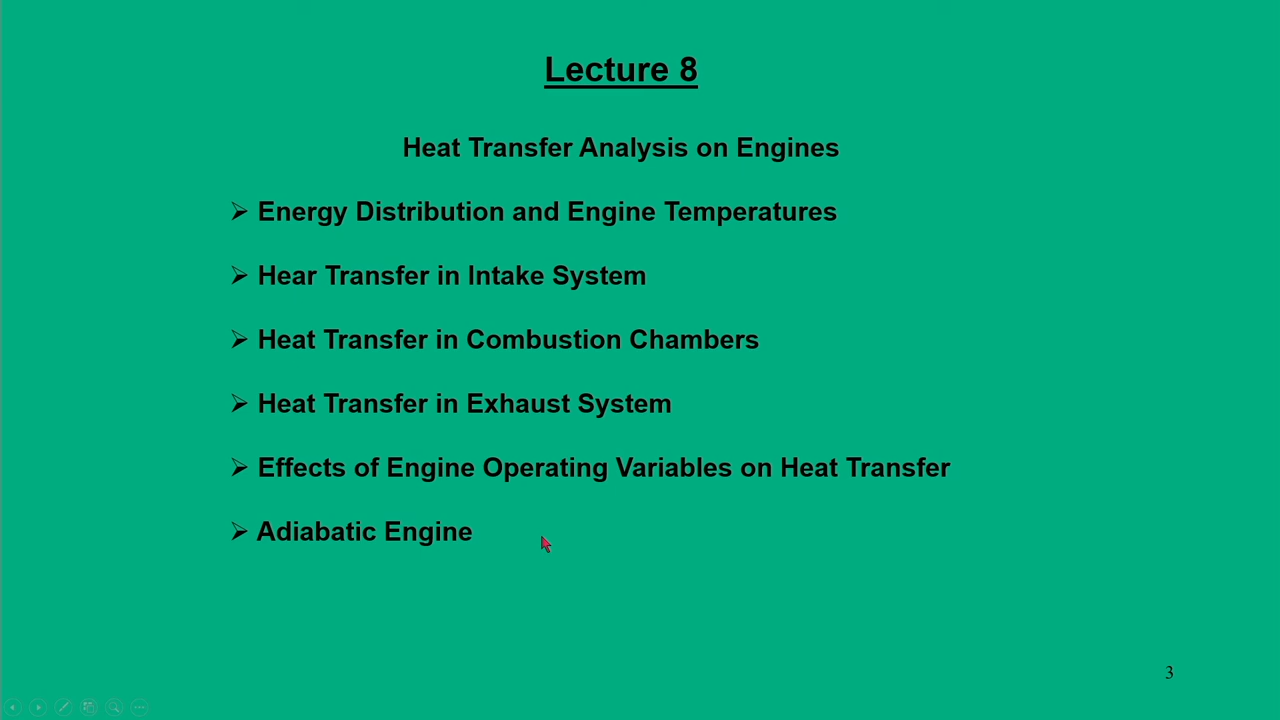 Lecture 8
Heat Transfer Analysis on Engines
➢ Energy Distribution and Engine Temperatures
➢ Hear Transfer in Intake System
➢ Heat Transfer in Combustion Chambers
➢ Heat Transfer in Exhaust System
➢ Effects of Engine Operating Variables on Heat Transfer
➢ Adiabatic Engine
3